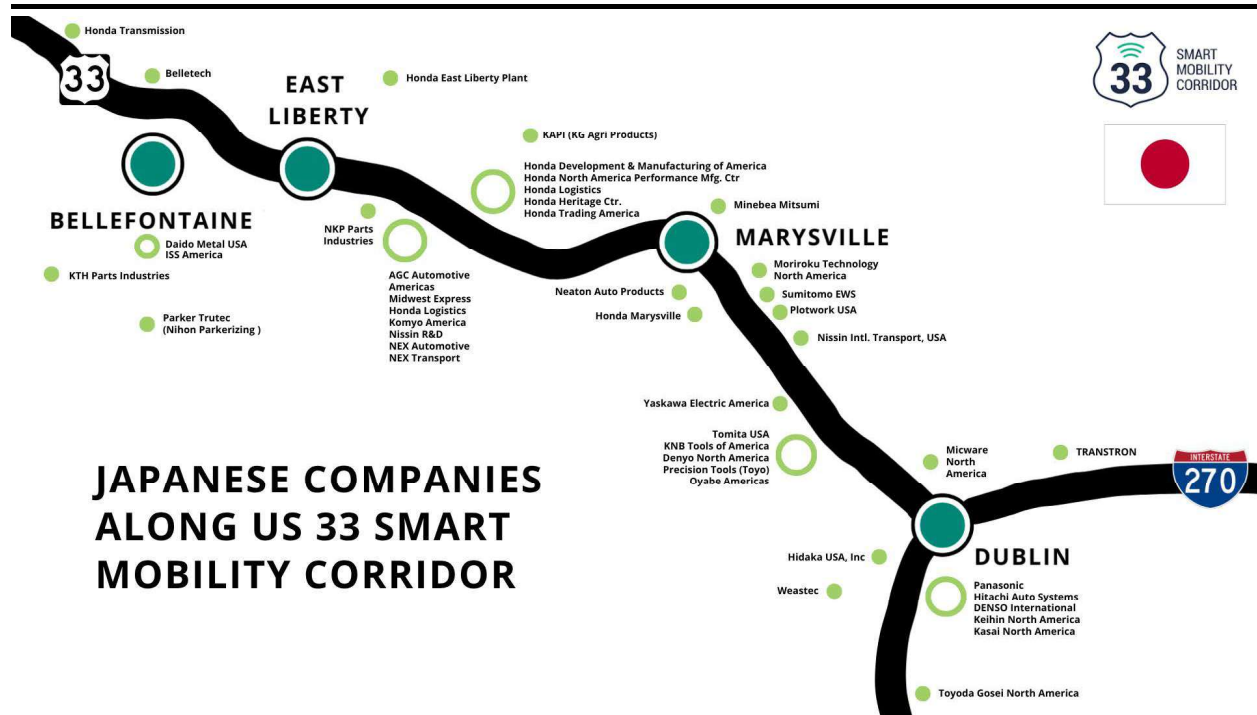 Honda Transmission
33
Belletech
EAST
LIBERTY
Honda East Liberty Plant
33
SMART
MOBILITY
CORRIDOR
KAPI (KG Agri Products)
Honda Development & Manufacturing of America
Honda North America Performance Mfg. Ctr
Honda Logistics
Honda Heritage Ctr.
Honda Trading America
BELLEFONTAINE
Daido Metal USA
ISS America
KTH Parts Industries
Parker Trutec
(Nihon Parkerizing )
NKP Parts
Industries
AGC Automotive
Americas
Midwest Express
Honda Logistics
Komyo America
Nissin R&D
NEX Automotive
NEX Transport
Minebea Mitsumi
MARYSVILLE
Moriroku Technology
North America
Neaton Auto Products
Sumitomo EWS
Honda Marysville
Plotwork USA
Nissin Intl. Transport, USA
Yaskawa Electric America
Tomita USA
KNB Tools of America
Denyo North America
Precision Tools (Toyo)
Oyabe Americas
Micware
North
America
TRANSTRON
INTERSTATE
270
JAPANESE COMPANIES
ALONG US 33 SMART
MOBILITY CORRIDOR
Hidaka USA, Inc
DUBLIN
Weastec
Panasonic
Hitachi Auto Systems
DENSO International
Keihin North America
Kasai North America
Toyoda Gosei North America